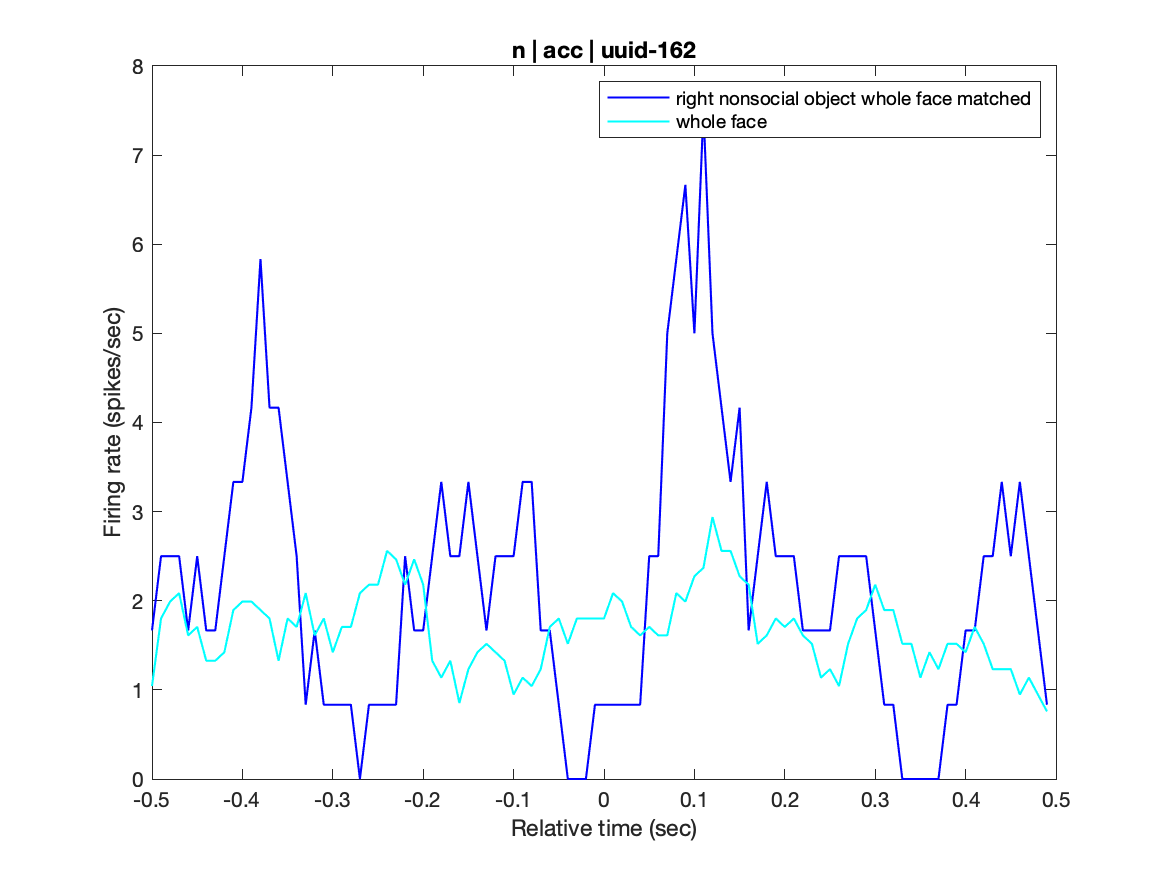 n | acc | uuid-162
8
7
6
5
4
3
2
1
0
Firing rate (spikes/sec)
right nonsocial object whole face matched
whole face
-0.5 -0.4 -0.3 -0.2 -0.1 0 0.1 0.2 0.3 0.4 0.5
Relative time (sec)